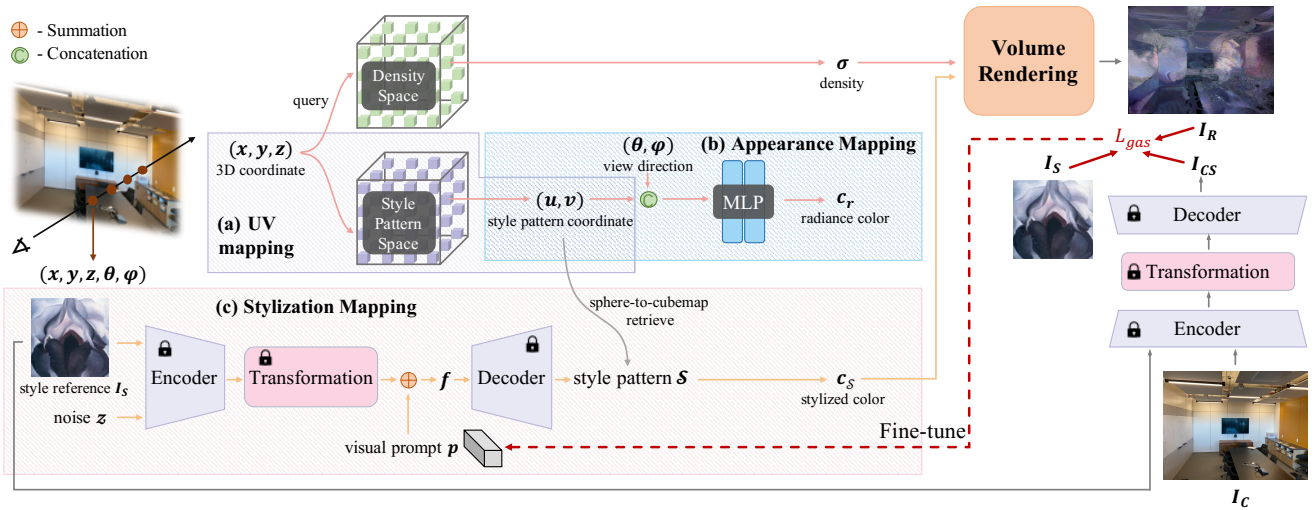 - Summation
C - Concatenation
query
Density
Space
σ
density
Volume
Rendering
(x, y, z)
3D coordinate
(a) UV
mapping
Style
Pattern
Space
(u, v)
style pattern coordinate
(b) Appearance Mapping
(θ, φ)
view direction
C
MLP
c_r
radiance color
(x, y, z, θ, φ)
L_gas
I_R
I_S
I_CS
Decoder
Transformation
Encoder
I_C
(c) Stylization Mapping
sphere-to-cubemap
retrieve
style reference I_S
noise z
Encoder
Transformation
f
Decoder
style pattern S
c_S
stylized color
visual prompt p
Fine-tune